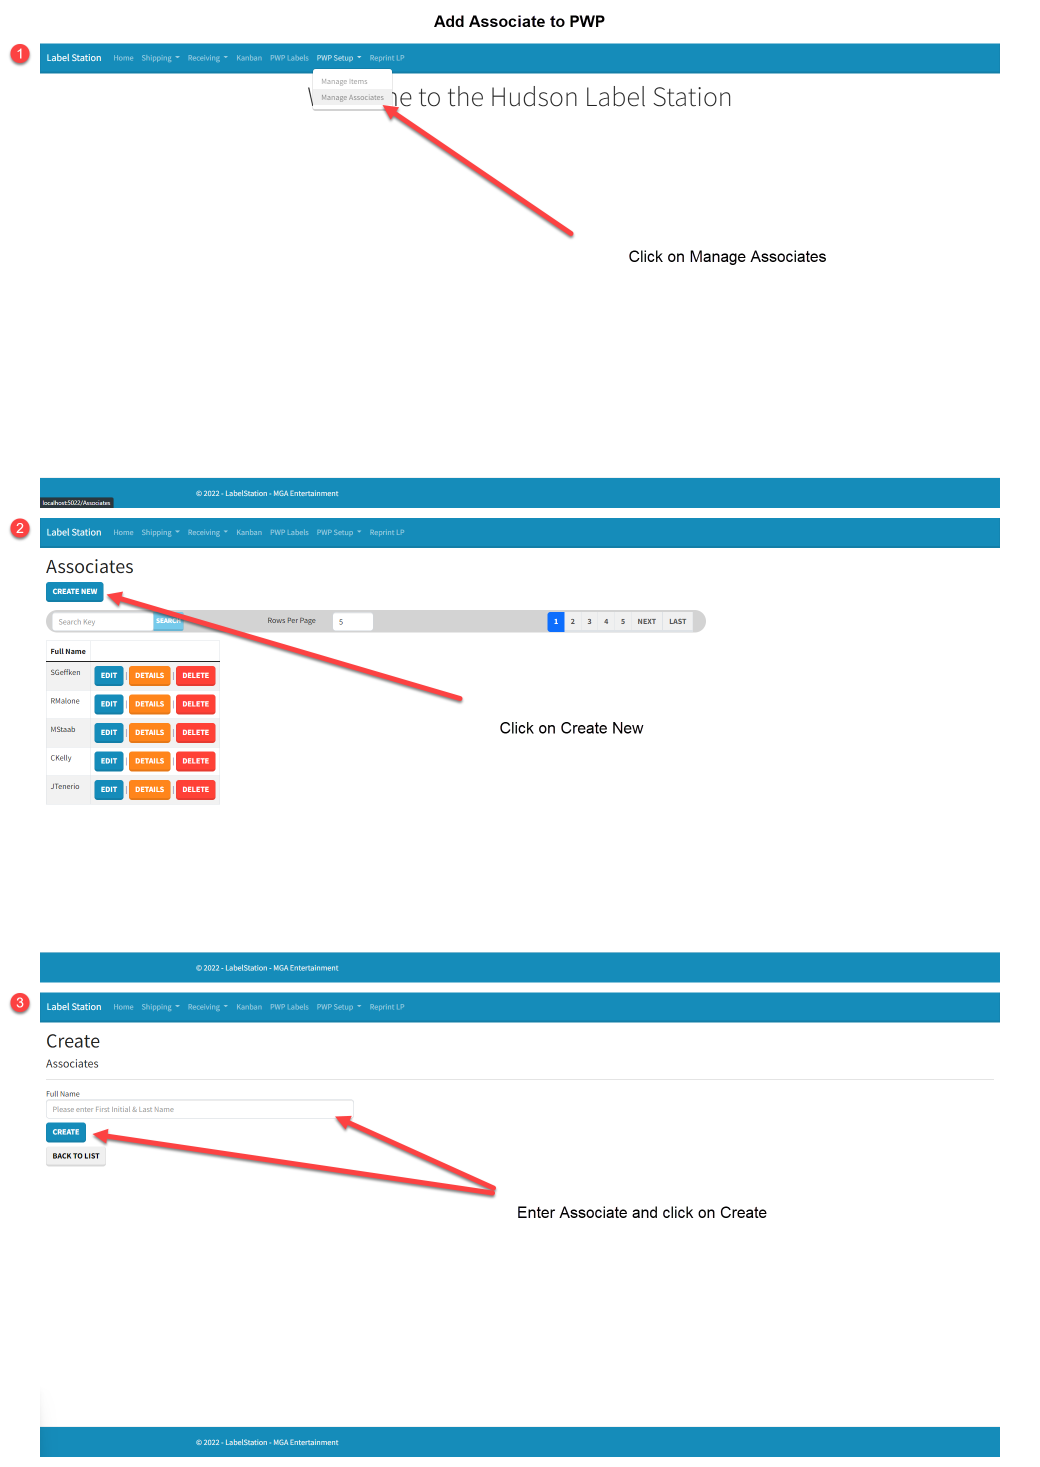 Add Associate to PWP
1
Label Station Home Shipping Receiving Kanban PWP Labels PWP Setup Reprint LP
Manage Items
Manage Associates
me to the Hudson Label Station
Click on Manage Associates
© 2022 - LabelStation - MGA Entertainment
localhost:5022/Associates
2
Label Station Home Shipping Receiving Kanban PWP Labels PWP Setup Reprint LP
Associates
CREATE NEW
Search Key SEARCH Rows Per Page 5 1 2 3 4 5 NEXT LAST
Full Name
SGeffken EDIT | DETAILS | DELETE
RMalone EDIT | DETAILS | DELETE
MStaab EDIT | DETAILS | DELETE
CKelly EDIT | DETAILS | DELETE
JTenerio EDIT | DETAILS | DELETE
Click on Create New
© 2022 - LabelStation - MGA Entertainment
3
Label Station Home Shipping Receiving Kanban PWP Labels PWP Setup Reprint LP
Create
Associates
Full Name
Please enter First Initial & Last Name
CREATE
BACK TO LIST
Enter Associate and click on Create
© 2022 - LabelStation - MGA Entertainment